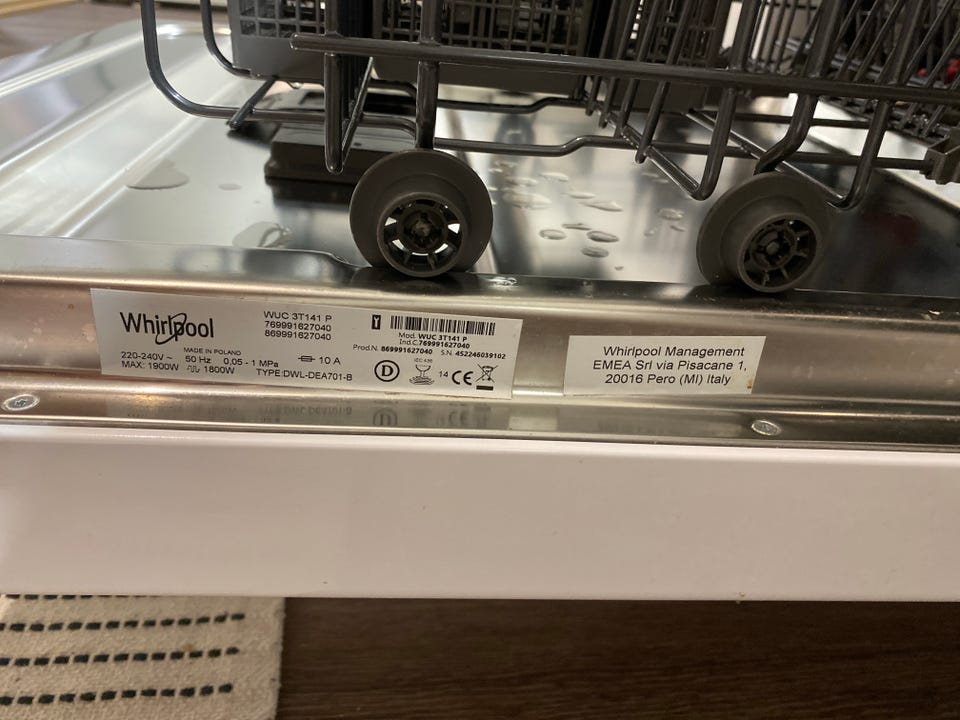 Whirlpool
WUC 3T141 P
769991627040
869991627040
MADE IN POLAND
220-240V ~ 50 Hz 0,05 - 1 MPa 10 A
MAX: 1900W 1800W TYPE:DWL-DEA701-B
Mod. WUC 3T141 P
Ind.C. 769991627040
Prod.N. 869991627040 S.N. 452246039102
IEC 436
D 14 CE
Whirlpool Management
EMEA Srl via Pisacane 1,
20016 Pero (MI) Italy